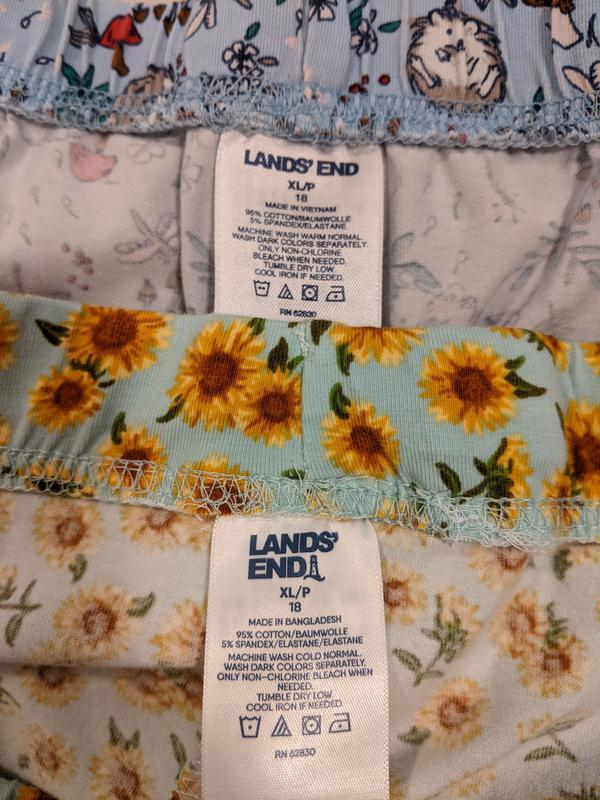 LANDS' END
XL/P
18
MADE IN VIETNAM
95% COTTON/BAUMWOLLE
5% SPANDEX/ELASTANE
MACHINE WASH WARM NORMAL.
WASH DARK COLORS SEPARATELY.
ONLY NON-CHLORINE
BLEACH WHEN NEEDED.
TUMBLE DRY LOW.
COOL IRON IF NEEDED.
RN 62830
LANDS'
END
XL/P
18
MADE IN BANGLADESH
95% COTTON/BAUMWOLLE
5% SPANDEX/ELASTANE/ELASTANE
MACHINE WASH COLD NORMAL.
WASH DARK COLORS SEPARATELY.
ONLY NON-CHLORINE BLEACH WHEN
NEEDED.
TUMBLE DRY LOW.
COOL IRON IF NEEDED.
RN 62830